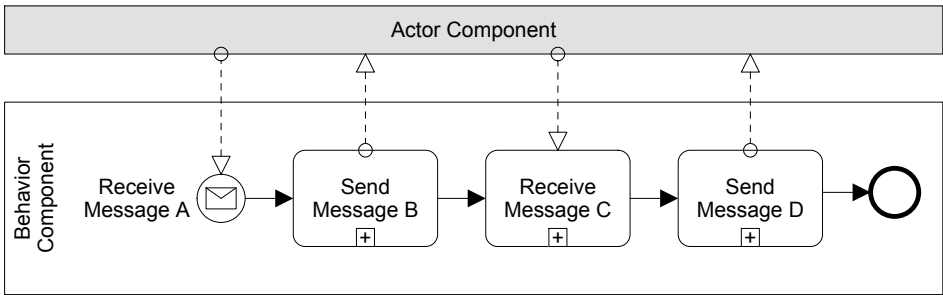 Actor Component
Behavior
Component
Receive
Message A
Send
Message B
Receive
Message C
Send
Message D